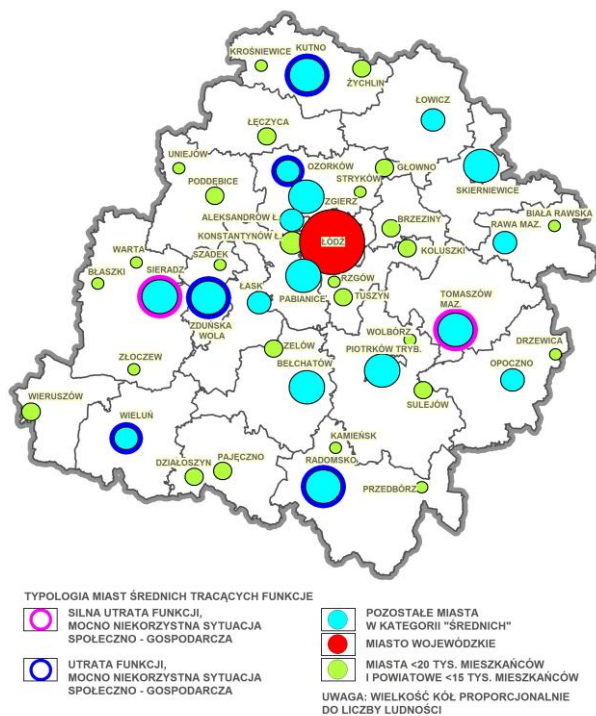 KROŚNIEWICE
KUTNO
ŻYCHLIN
ŁOWICZ
ŁĘCZYCA
UNIEJÓW
OZORKÓW
GŁOWNO
SKIERNIEWICE
PODDĘBICE
STRYKÓW
ZGIERZ
ALEKSANDRÓW Ł.
BRZEZINY
BIAŁA RAWSKA
RAWA MAZ.
KONSTANTYNÓW Ł.
ŁÓDŹ
KOLUSZKI
WARTA
SZADEK
BŁASZKI
SIERADZ
RZGÓW
ŁASK
PABIANICE
TUSZYN
TOMASZÓW
MAZ.
ZDUŃSKA
WOLA
WOLBÓRZ
DRZEWICA
ZELÓW
PIOTRKÓW TRYB.
ZŁOCZEW
BEŁCHATÓW
OPOCZNO
WIERUSZÓW
SULEJÓW
WIELUŃ
KAMIEŃSK
DZIAŁOSZYN
PAJĘCZNO
RADOMSKO
PRZEDBÓRZ
TYPOLOGIA MIAST ŚREDNICH TRACĄCYCH FUNKCJE
SILNA UTRATA FUNKCJI,
MOCNO NIEKORZYSTNA SYTUACJA
SPOŁECZNO - GOSPODARCZA
UTRATA FUNKCJI,
MOCNO NIEKORZYSTNA SYTUACJA
SPOŁECZNO - GOSPODARCZA
POZOSTAŁE MIASTA
W KATEGORII "ŚREDNICH"
MIASTO WOJEWÓDZKIE
MIASTA <20 TYS. MIESZKAŃCÓW
I POWIATOWE <15 TYS. MIESZKAŃCÓW
UWAGA: WIELKOŚĆ KÓŁ PROPORCJONALNIE
DO LICZBY LUDNOŚCI